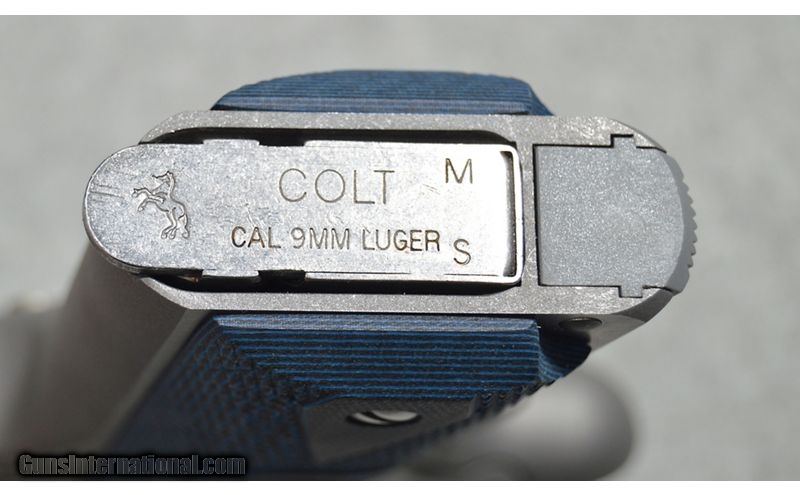 COLT M
CAL 9MM LUGER S
GunsInternational.com